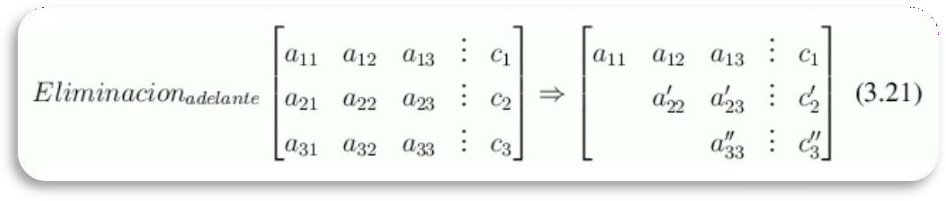 a₁₁ a₁₂ a₁₃ ⋮ c₁ a₁₁ a₁₂ a₁₃ ⋮ c₁
Eliminacion_adelante [a₂₁ a₂₂ a₂₃ ⋮ c₂] ⇒ [a′₂₂ a′₂₃ ⋮ c′₂] (3.21)
a₃₁ a₃₂ a₃₃ ⋮ c₃ a″₃₃ ⋮ c″₃